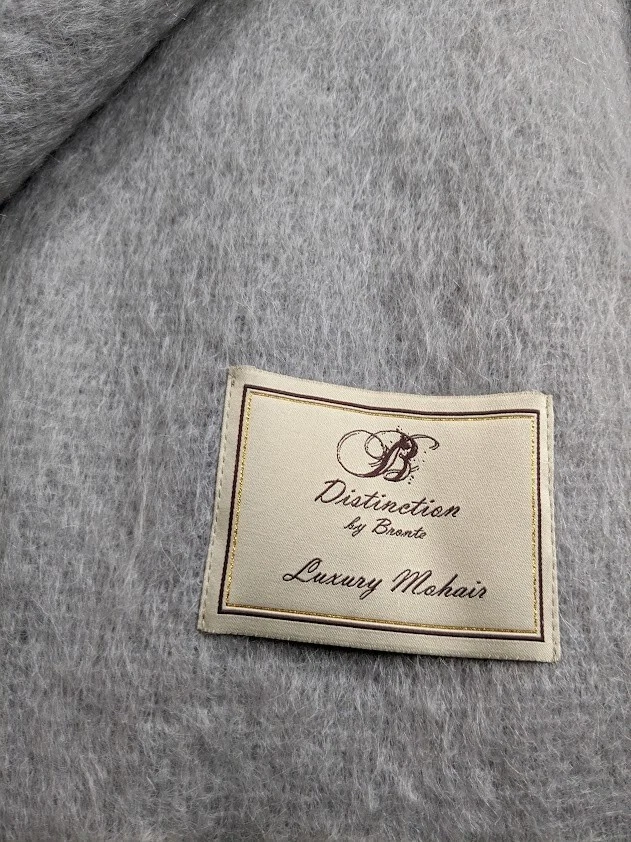 B
Distinction
by Bronte
Luxury Mohair